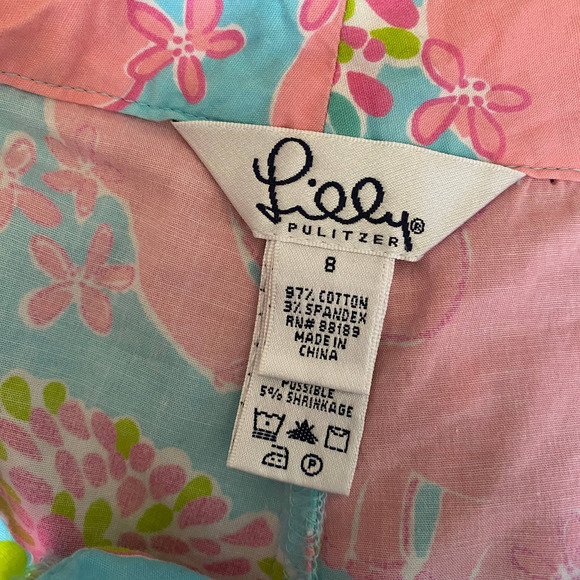 Lilly®
PULITZER
8
97% COTTON
3% SPANDEX
RN# 88189
MADE IN
CHINA
POSSIBLE
5% SHRINKAGE
P